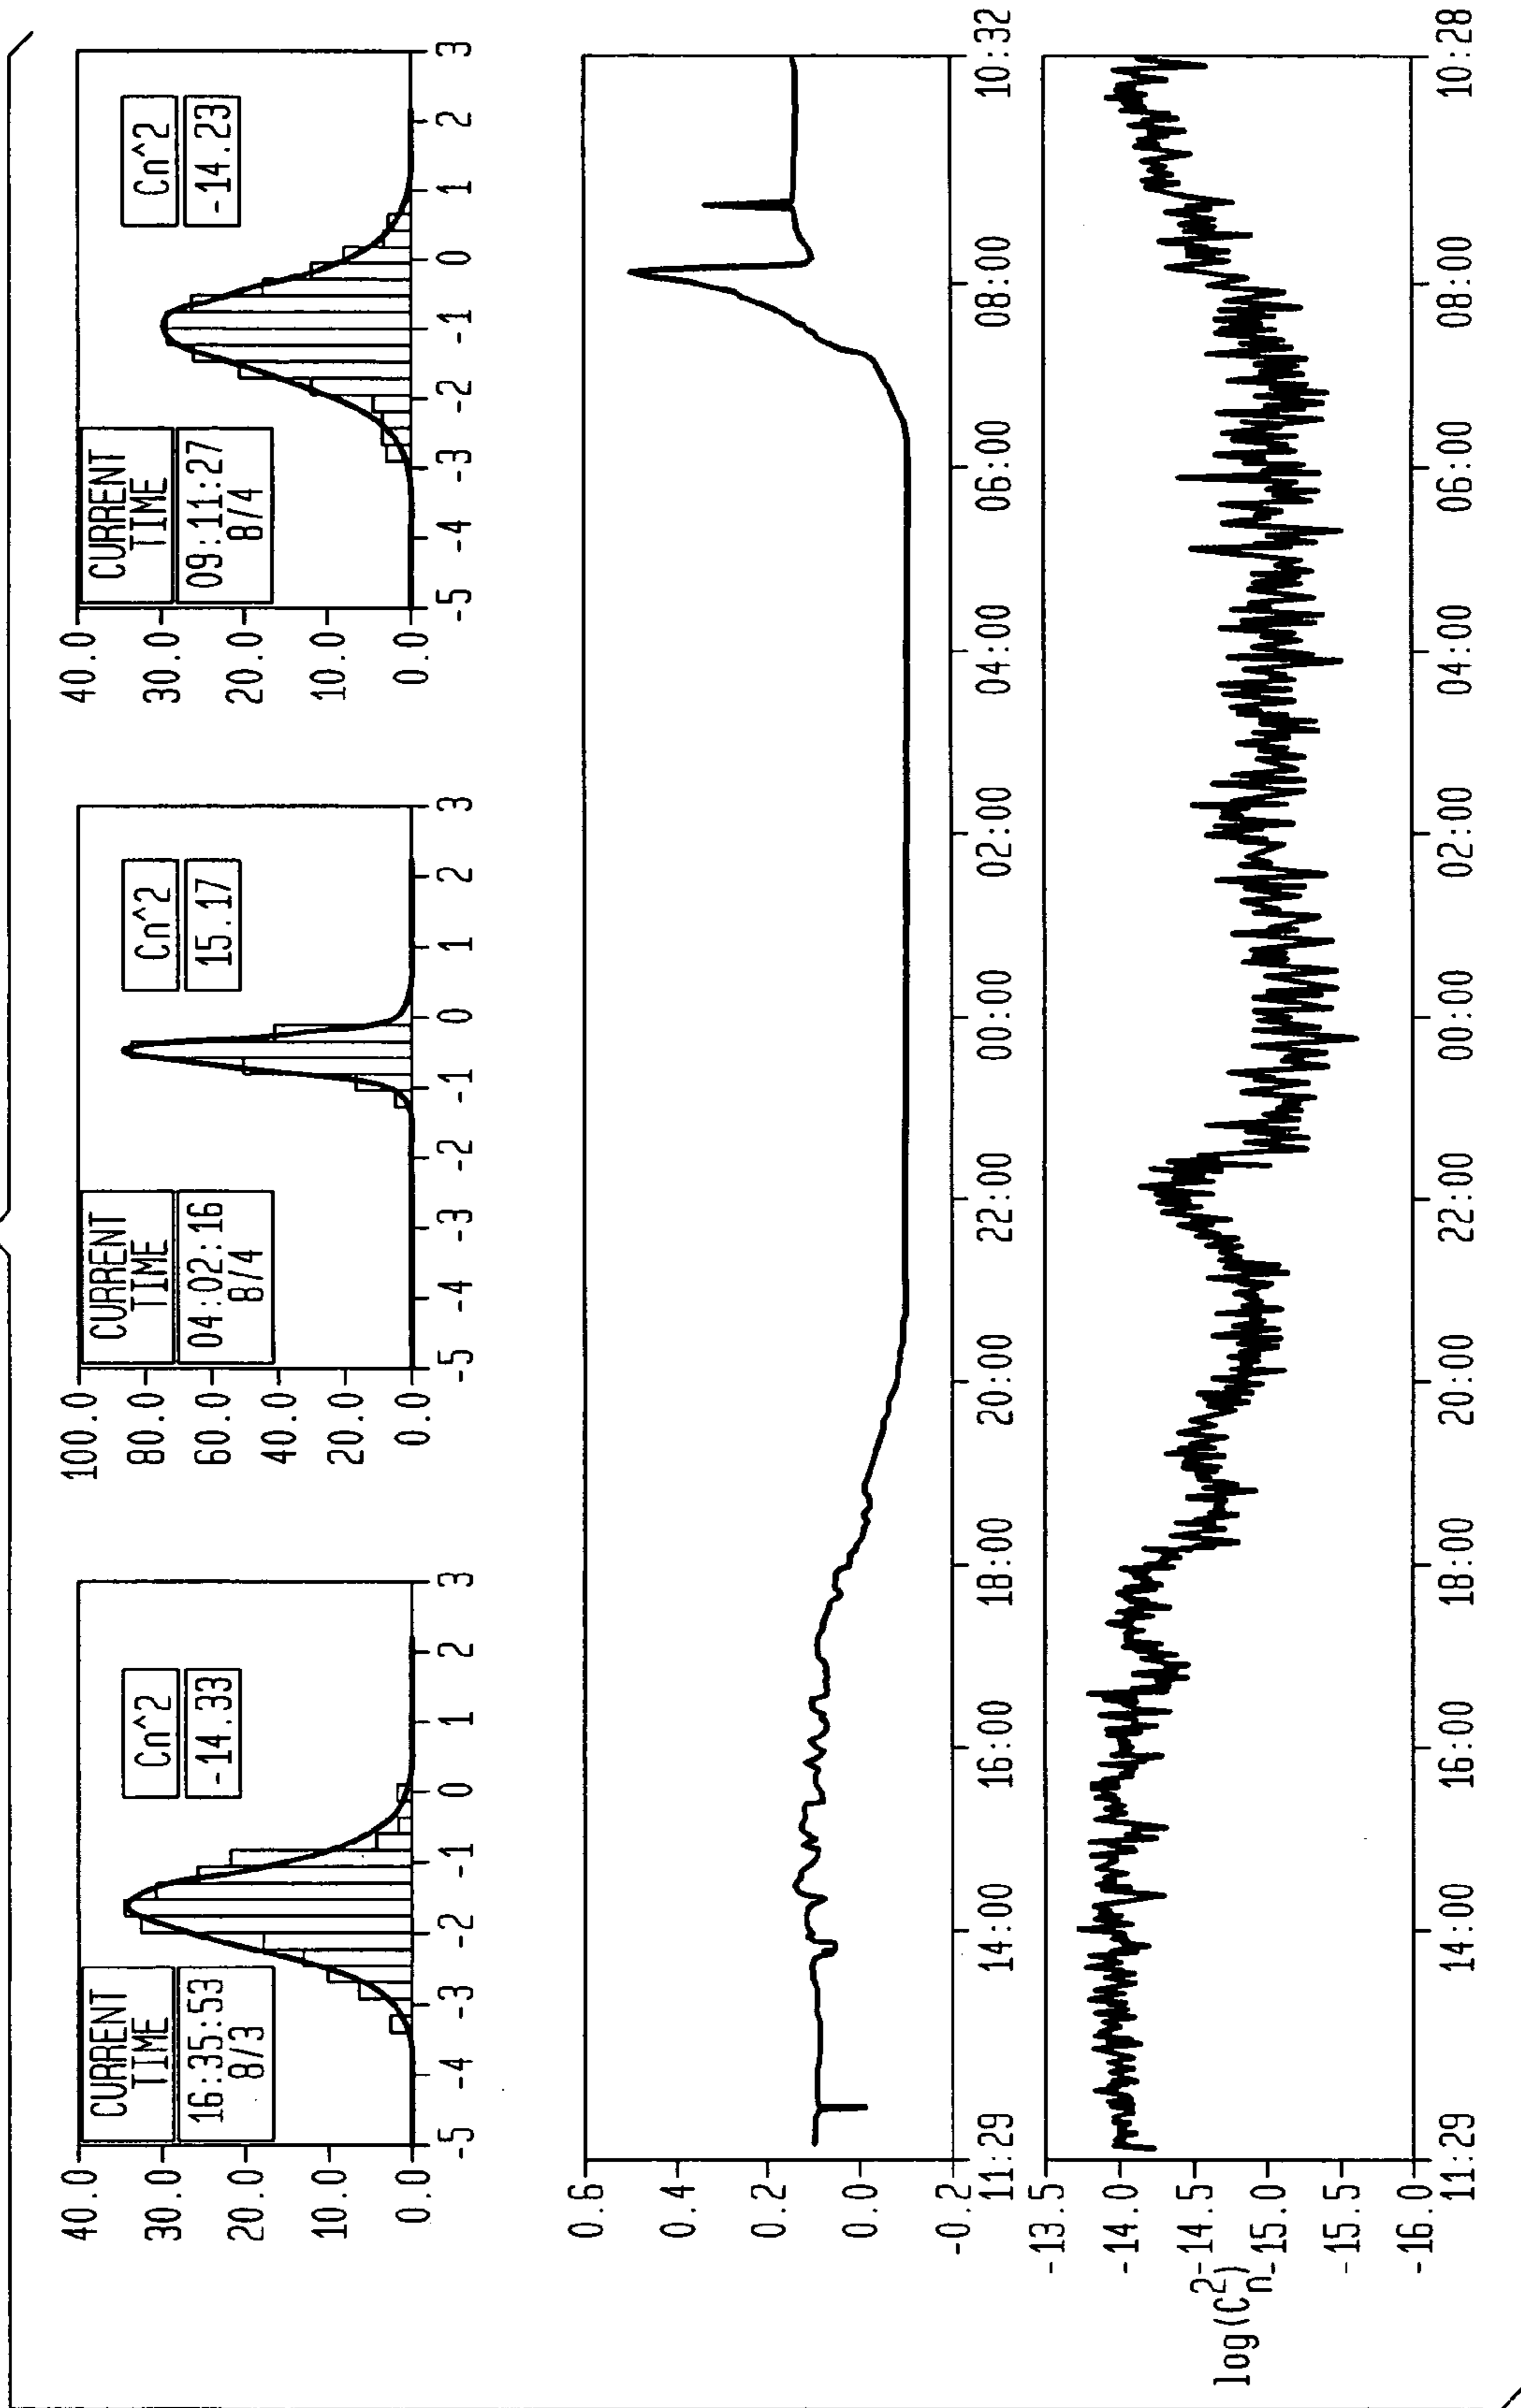 CURRENT
TIME
16:35:53
8/3
Cn^2
-14.33
40.0
30.0
20.0
10.0
0.0
-5 -4 -3 -2 -1 0 1 2 3
CURRENT
TIME
04:02:16
8/4
Cn^2
15.17
100.0
80.0
60.0
40.0
20.0
0.0
-5 -4 -3 -2 -1 0 1 2 3
CURRENT
TIME
09:11:27
8/4
Cn^2
-14.23
40.0
30.0
20.0
10.0
0.0
-5 -4 -3 -2 -1 0 1 2 3
0.6
0.4
0.2
0.0
-0.2
11:29 14:00 16:00 18:00 20:00 22:00 00:00 02:00 04:00 06:00 08:00 10:32
log(C²n)
-13.5
-14.0
-14.5
-15.0
-15.5
-16.0
11:29 14:00 16:00 18:00 20:00 22:00 00:00 02:00 04:00 06:00 08:00 10:28